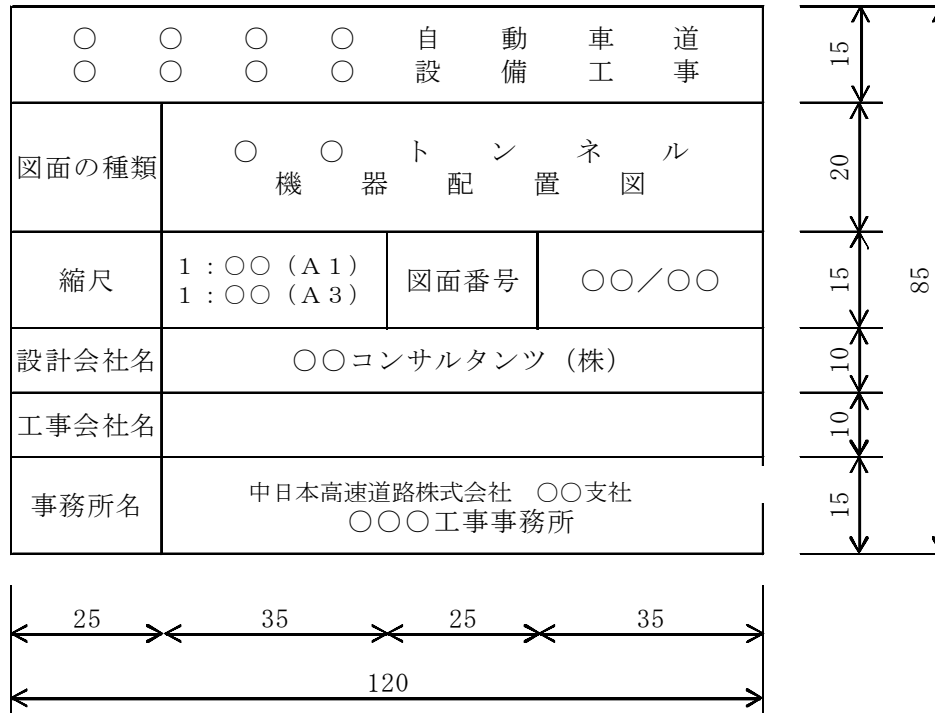 ○ ○ ○ ○ 自 動 車 道
○ ○ ○ ○ 設 備 工 事
図面の種類
○ ○ ト ン ネ ル
機 器 配 置 図
縮尺
1：○○（A1）
1：○○（A3）
図面番号
○○／○○
設計会社名
○○コンサルタンツ（株）
工事会社名
事務所名
中日本高速道路株式会社　○○支社
○○○工事事務所
15
20
15
10
10
15
85
25
35
25
35
120